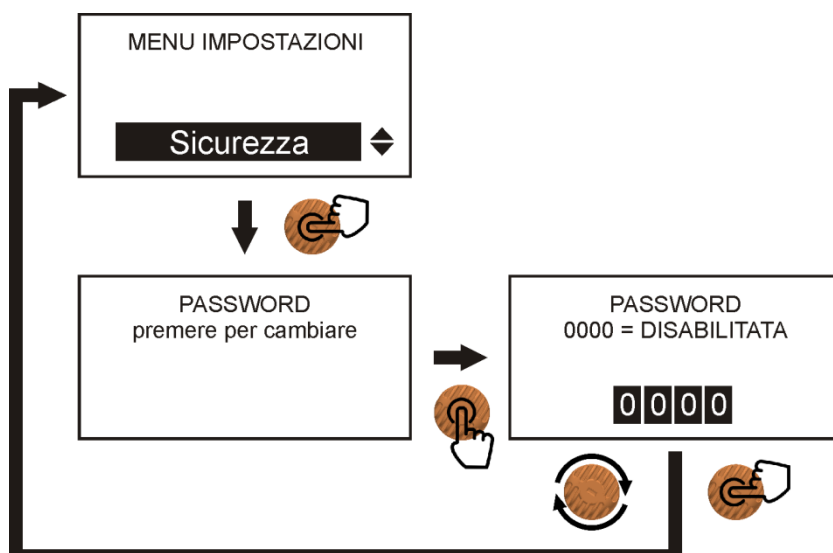 MENU IMPOSTAZIONI
Sicurezza
PASSWORD
premere per cambiare
PASSWORD
0000 = DISABILITATA
0000